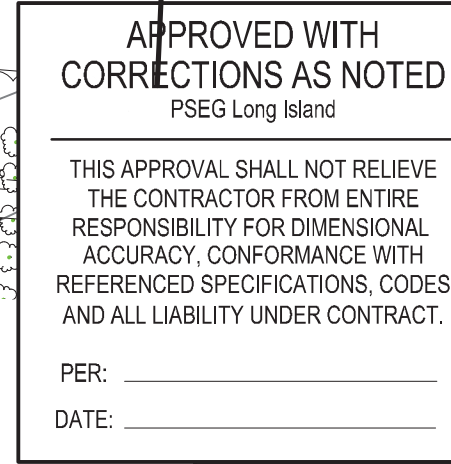 APPROVED WITH
CORRECTIONS AS NOTED
PSEG Long Island
THIS APPROVAL SHALL NOT RELIEVE
THE CONTRACTOR FROM ENTIRE
RESPONSIBILITY FOR DIMENSIONAL
ACCURACY, CONFORMANCE WITH
REFERENCED SPECIFICATIONS, CODES
AND ALL LIABILITY UNDER CONTRACT.
PER:
DATE: